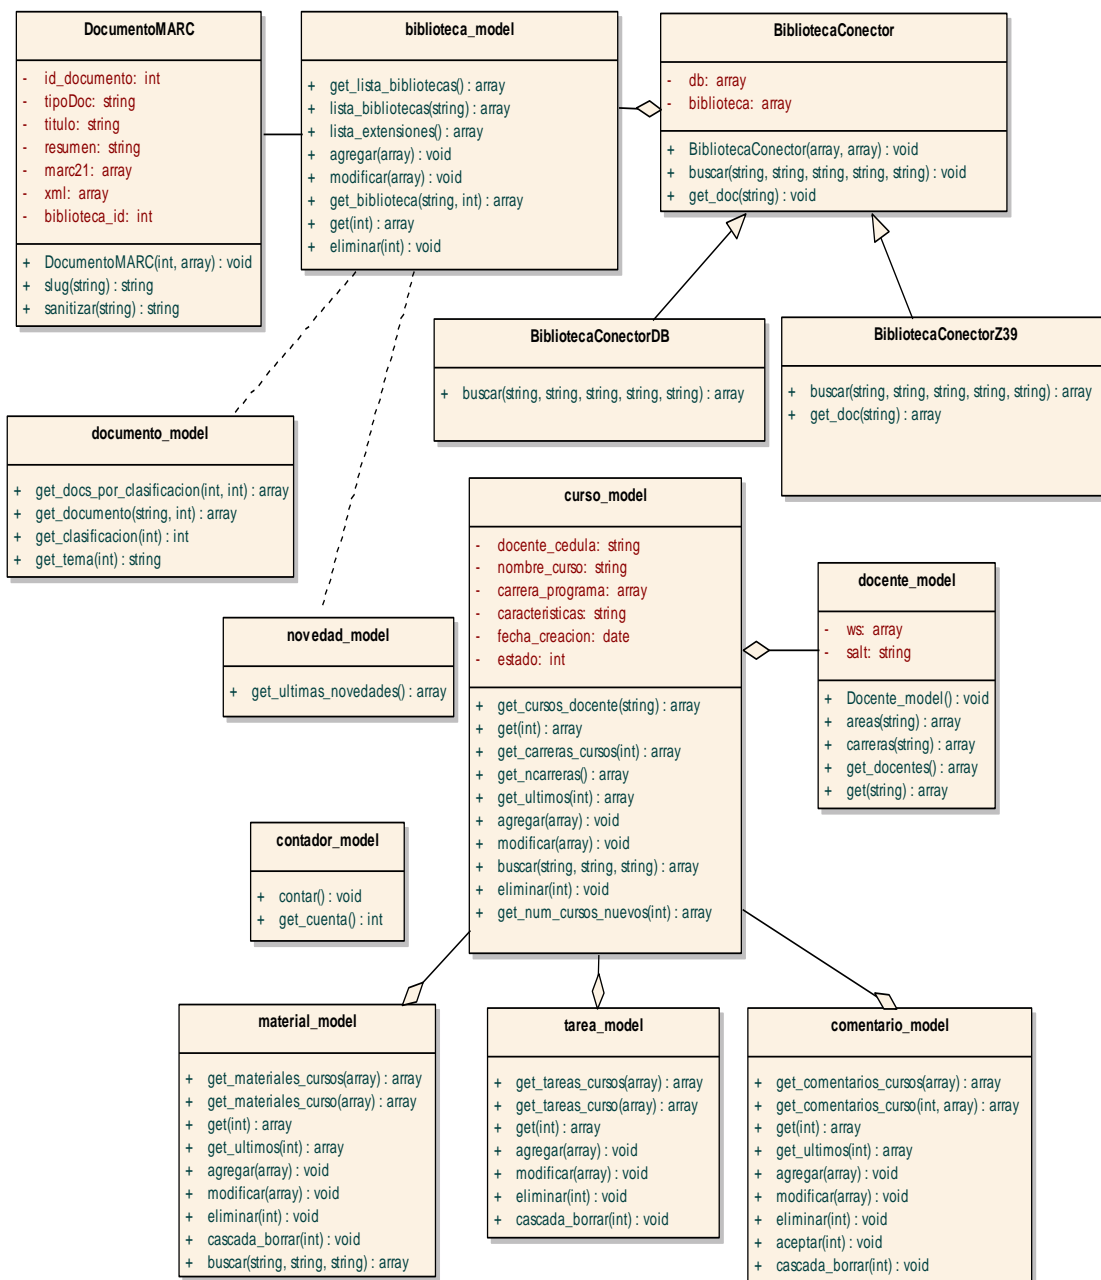 DocumentoMARC
- id_documento: int
- tipoDoc: string
- titulo: string
- resumen: string
- marc21: array
- xml: array
- biblioteca_id: int
+ DocumentoMARC(int, array) : void
+ slug(string) : string
+ sanitizar(string) : string
biblioteca_model
+ get_lista_bibliotecas() : array
+ lista_bibliotecas(string) : array
+ lista_extensiones() : array
+ agregar(array) : void
+ modificar(array) : void
+ get_biblioteca(string, int) : array
+ get(int) : array
+ eliminar(int) : void
BibliotecaConector
- db: array
- biblioteca: array
+ BibliotecaConector(array, array) : void
+ buscar(string, string, string, string, string) : void
+ get_doc(string) : void
BibliotecaConectorDB
+ buscar(string, string, string, string, string) : array
BibliotecaConectorZ39
+ buscar(string, string, string, string, string) : array
+ get_doc(string) : array
documento_model
+ get_docs_por_clasificacion(int, int) : array
+ get_documento(string, int) : array
+ get_clasificacion(int) : int
+ get_tema(int) : string
novedad_model
+ get_ultimas_novedades() : array
curso_model
- docente_cedula: string
- nombre_curso: string
- carrera_programa: array
- caracteristicas: string
- fecha_creacion: date
- estado: int
+ get_cursos_docente(string) : array
+ get(int) : array
+ get_carreras_cursos(int) : array
+ get_ncarreras() : array
+ get_ultimos(int) : array
+ agregar(array) : void
+ modificar(array) : void
+ buscar(string, string, string) : array
+ eliminar(int) : void
+ get_num_cursos_nuevos(int) : array
docente_model
- ws: array
- salt: string
+ Docente_model() : void
+ areas(string) : array
+ carreras(string) : array
+ get_docentes() : array
+ get(string) : array
contador_model
+ contar() : void
+ get_cuenta() : int
material_model
+ get_materiales_cursos(array) : array
+ get_materiales_curso(array) : array
+ get(int) : array
+ get_ultimos(int) : array
+ agregar(array) : void
+ modificar(array) : void
+ eliminar(int) : void
+ cascada_borrar(int) : void
+ buscar(string, string, string) : array
tarea_model
+ get_tareas_cursos(array) : array
+ get_tareas_curso(array) : array
+ get(int) : array
+ agregar(array) : void
+ modificar(array) : void
+ eliminar(int) : void
+ cascada_borrar(int) : void
comentario_model
+ get_comentarios_cursos(array) : array
+ get_comentarios_curso(int, array) : array
+ get(int) : array
+ get_ultimos(int) : array
+ agregar(array) : void
+ modificar(array) : void
+ eliminar(int) : void
+ aceptar(int) : void
+ cascada_borrar(int) : void